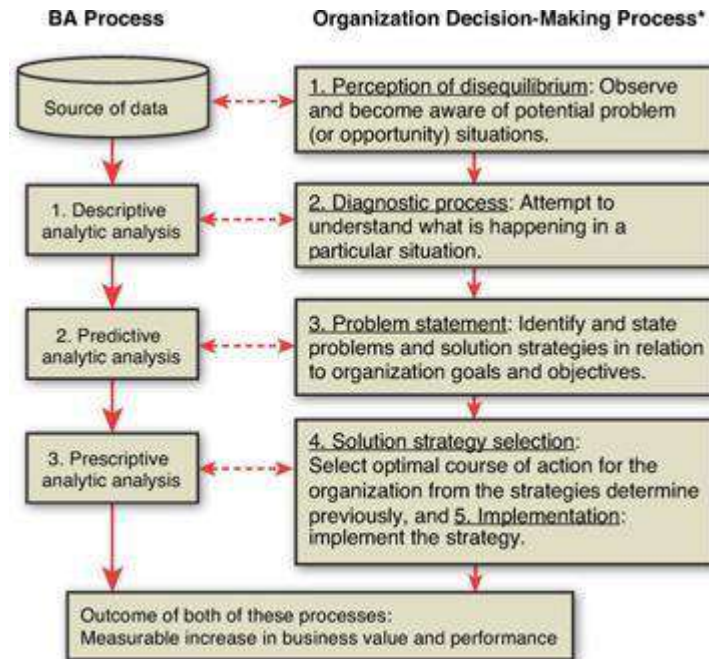 BA Process
Organization Decision-Making Process*
Source of data
1. Perception of disequilibrium: Observe
and become aware of potential problem
(or opportunity) situations.
1. Descriptive
analytic analysis
2. Diagnostic process: Attempt to
understand what is happening in a
particular situation.
2. Predictive
analytic analysis
3. Problem statement: Identify and state
problems and solution strategies in relation
to organization goals and objectives.
3. Prescriptive
analytic analysis
4. Solution strategy selection:
Select optimal course of action for the
organization from the strategies determine
previously, and 5. Implementation:
implement the strategy.
Outcome of both of these processes:
Measurable increase in business value and performance